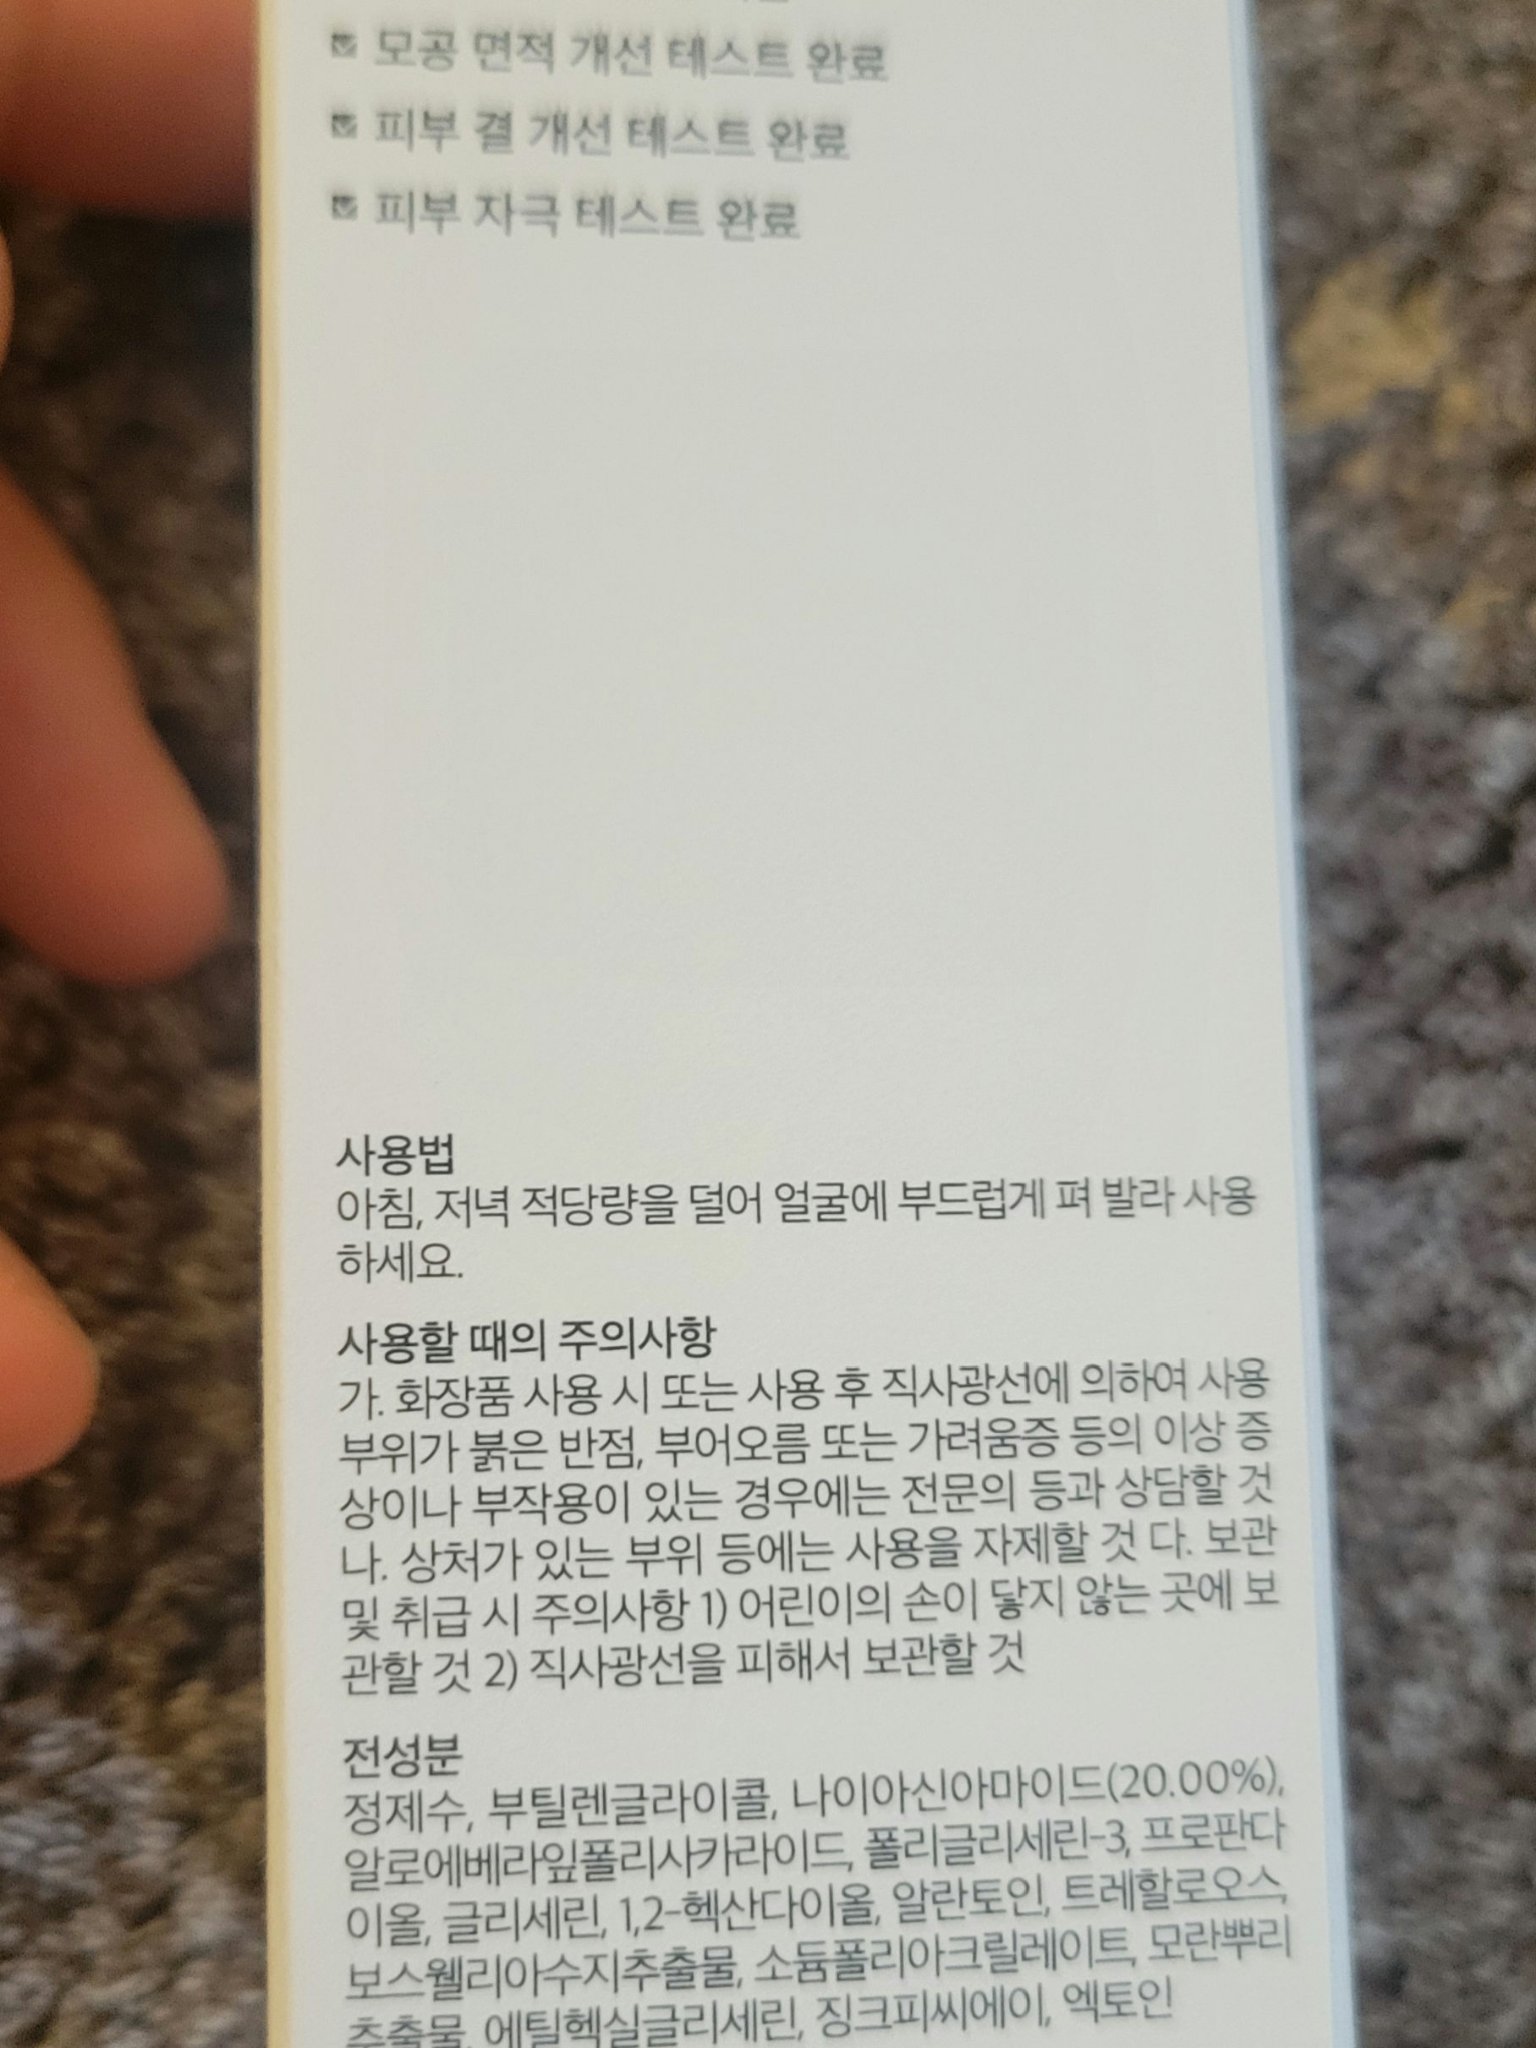 모공 면적 개선 테스트 완료
피부 결 개선 테스트 완료
피부 자극 테스트 완료
사용법
아침, 저녁 적당량을 덜어 얼굴에 부드럽게 펴 발라 사용
하세요.
사용할 때의 주의사항
가. 화장품 사용 시 또는 사용 후 직사광선에 의하여 사용
부위가 붉은 반점, 부어오름 또는 가려움증 등의 이상 증
상이나 부작용이 있는 경우에는 전문의 등과 상담할 것
나. 상처가 있는 부위 등에는 사용을 자제할 것 다. 보관
및 취급 시 주의사항 1) 어린이의 손이 닿지 않는 곳에 보
관할 것 2) 직사광선을 피해서 보관할 것
전성분
정제수, 부틸렌글라이콜, 나이아신아마이드(20.00%),
알로에베라잎폴리사카라이드, 폴리글리세린-3, 프로판다
이올, 글리세린, 1,2-헥산다이올, 알란토인, 트레할로오스,
보스웰리아수지추출물, 소듐폴리아크릴레이트, 모란뿌리
추출물, 에틸헥실글리세린, 징크피씨에이, 엑토인